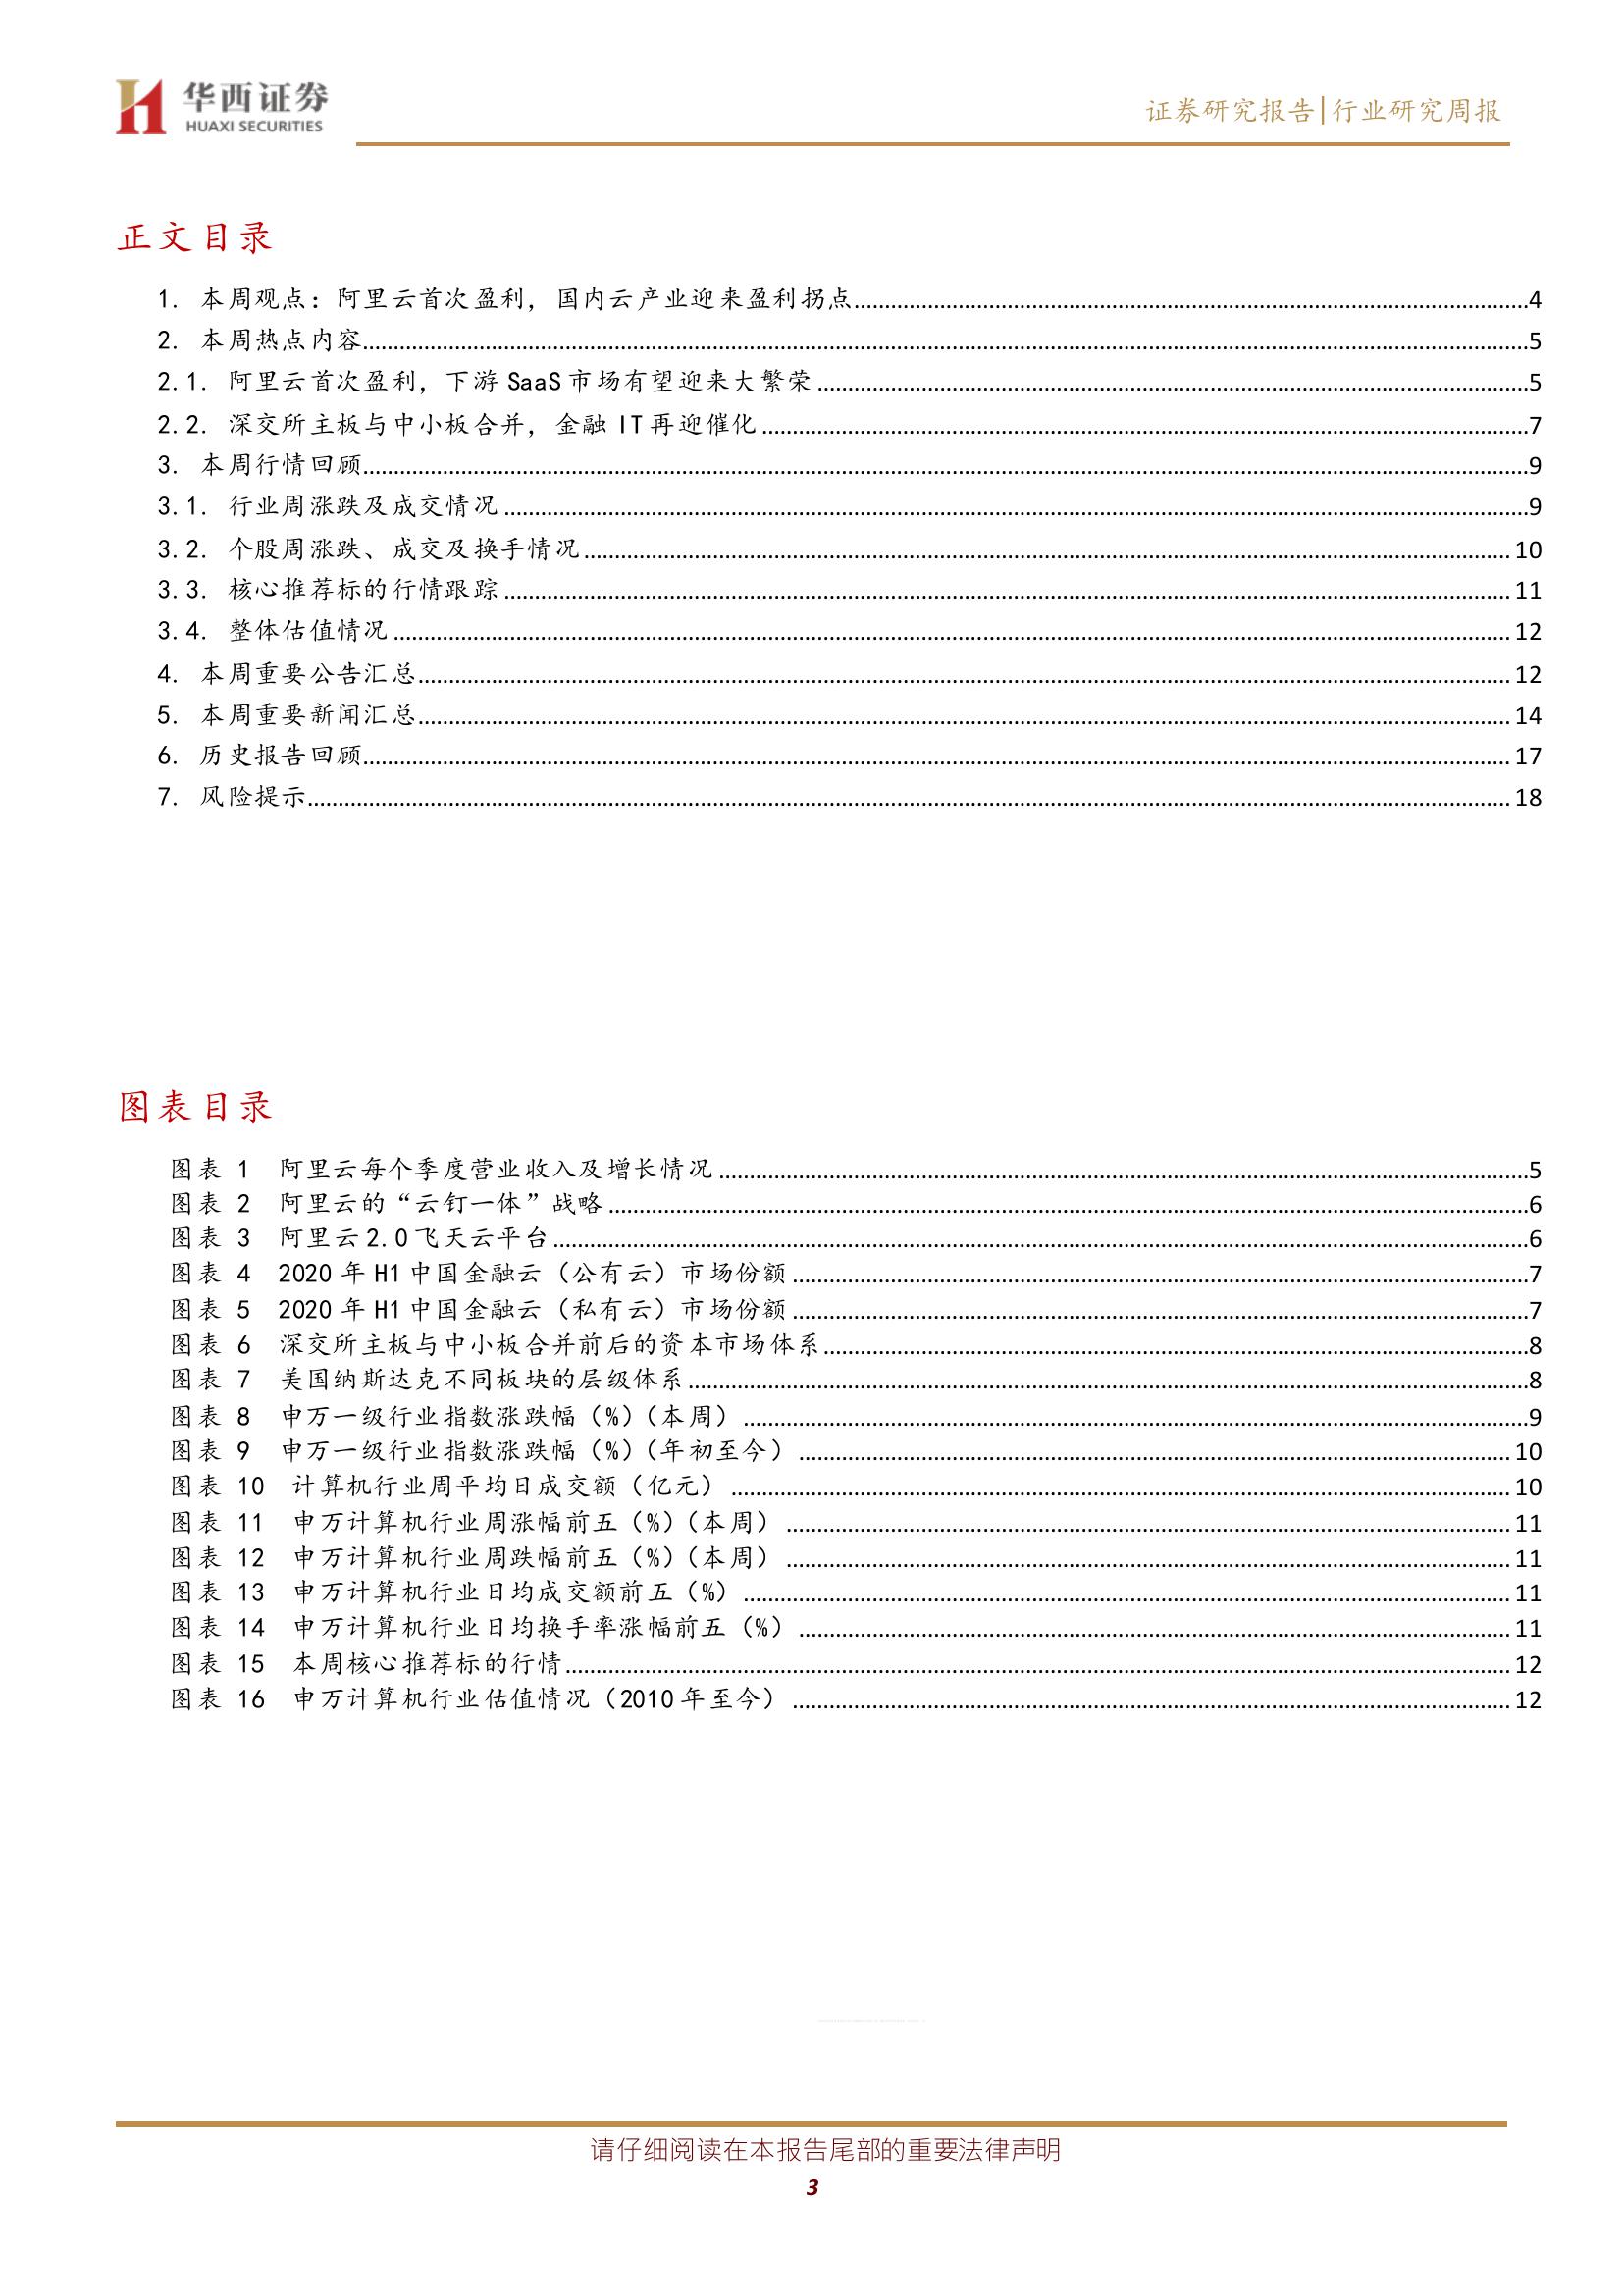 华西证券
HUAXI SECURITIES
证券研究报告|行业研究周报
正文目录
1. 本周观点：阿里云首次盈利，国内云产业迎来盈利拐点4
2. 本周热点内容5
2.1. 阿里云首次盈利，下游 SaaS 市场有望迎来大繁荣5
2.2. 深交所主板与中小板合并，金融 IT 再迎催化7
3. 本周行情回顾9
3.1. 行业周涨跌及成交情况9
3.2. 个股周涨跌、成交及换手情况10
3.3. 核心推荐标的行情跟踪11
3.4. 整体估值情况12
4. 本周重要公告汇总12
5. 本周重要新闻汇总14
6. 历史报告回顾17
7. 风险提示18
图表目录
图表 1 阿里云每个季度营业收入及增长情况5
图表 2 阿里云的“云钉一体”战略6
图表 3 阿里云2.0飞天云平台6
图表 4 2020 年 H1 中国金融云（公有云）市场份额7
图表 5 2020 年 H1 中国金融云（私有云）市场份额7
图表 6 深交所主板与中小板合并前后的资本市场体系8
图表 7 美国纳斯达克不同板块的层级体系8
图表 8 申万一级行业指数涨跌幅（%）（本周）9
图表 9 申万一级行业指数涨跌幅（%）（年初至今）10
图表 10 计算机行业周平均日成交额（亿元）10
图表 11 申万计算机行业周涨幅前五（%）（本周）11
图表 12 申万计算机行业周跌幅前五（%）（本周）11
图表 13 申万计算机行业日均成交额前五（%）11
图表 14 申万计算机行业日均换手率涨幅前五（%）11
图表 15 本周核心推荐标的行情12
图表 16 申万计算机行业估值情况（2010 年至今）12
请仔细阅读在本报告尾部的重要法律声明
3